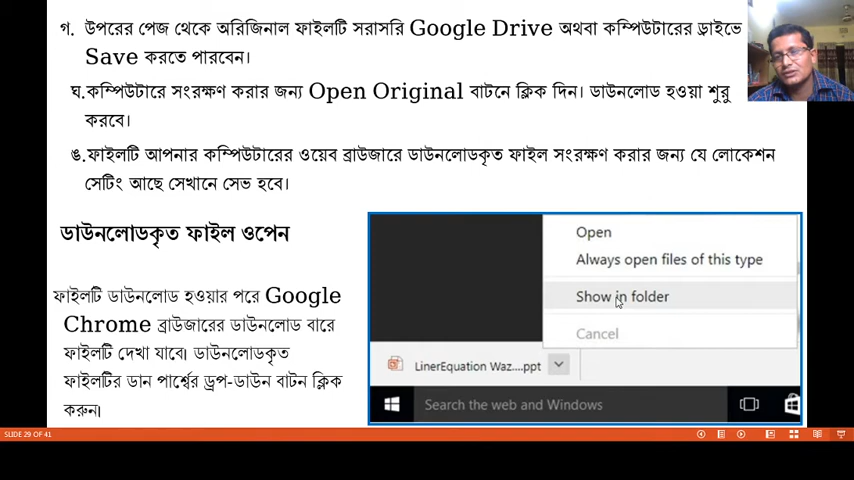 গ. উপরের পেজ থেকে অরিজিনাল ফাইলটি সরাসরি Google Drive অথবা কম্পিউটারের ড্রাইভে
Save করতে পারবেন।
ঘ.কম্পিউটারে সংরক্ষণ করার জন্য Open Original বাটনে ক্লিক দিন। ডাউনলোড হওয়া শুরু
করবে।
ঙ.ফাইলটি আপনার কম্পিউটারের ওয়েব ব্রাউজারে ডাউনলোডকৃত ফাইল সংরক্ষণ করার জন্য যে লোকেশন
সেটিং আছে সেখানে সেভ হবে।
ডাউনলোডকৃত ফাইল ওপেন
ফাইলটি ডাউনলোড হওয়ার পরে Google
Chrome ব্রাউজারের ডাউনলোড বারে
ফাইলটি দেখা যাবে। ডাউনলোডকৃত
ফাইলটির ডান পার্শ্বের ড্রপ-ডাউন বাটন ক্লিক
করুন।
Open
Always open files of this type
Show in folder
Cancel
LinerEquation Waz....ppt
Search the web and Windows
SLIDE 29 OF 41